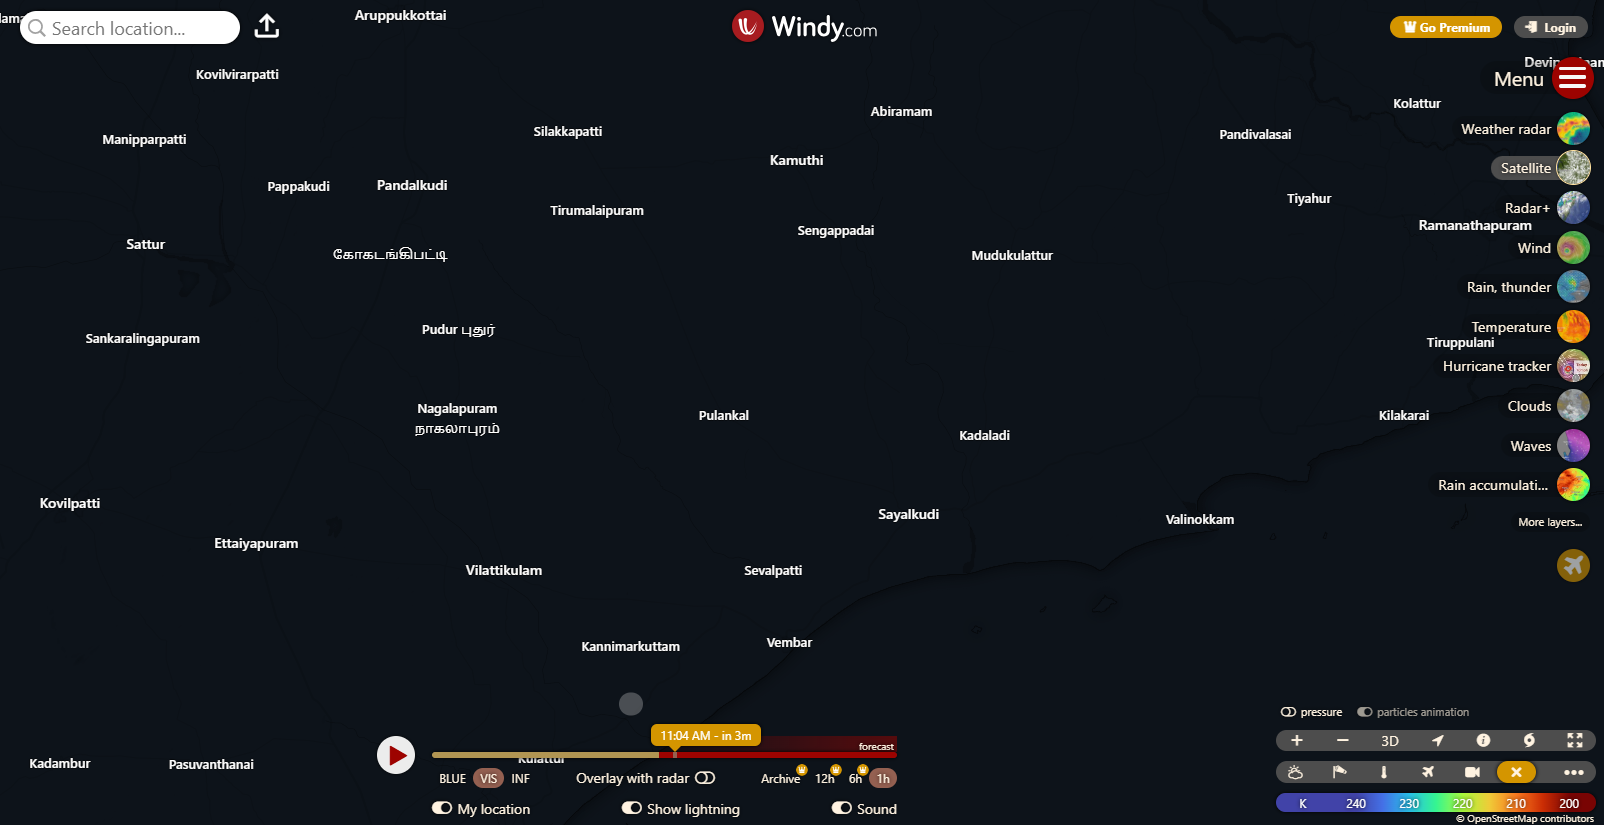 Search location...
Aruppukkottai
Windy.com
Go Premium
Login
Kovilvirarpatti
Menu
Kolattur
Abiramam
Manipparpatti
Silakkapatti
Pandivalasai
Weather radar
Kamuthi
Satellite
Pappakudi
Pandalkudi
Tiyahur
Tirumalaipuram
Radar+
Ramanathapuram
Sengappadai
Sattur
Wind
கோகடங்கிபட்டி
Mudukulattur
Rain, thunder
Pudur புதுர்
Temperature
Sankaralingapuram
Tiruppulani
Hurricane tracker
Nagalapuram
நாகலாபுரம்
Clouds
Pulankal
Kilakarai
Kadaladi
Waves
Rain accumulati...
Kovilpatti
Sayalkudi
Valinokkam
More layers...
Ettaiyapuram
Vilattikulam
Sevalpatti
Kannimarkuttam
Vembar
pressure
particles animation
11:04 AM - in 3m
forecast
3D
Kadambur
Pasuvanthanai
Kulattur
BLUE VIS INF
Overlay with radar
Archive 12h 6h 1h
My location
Show lightning
Sound
K 240 230 220 210 200
© OpenStreetMap contributors